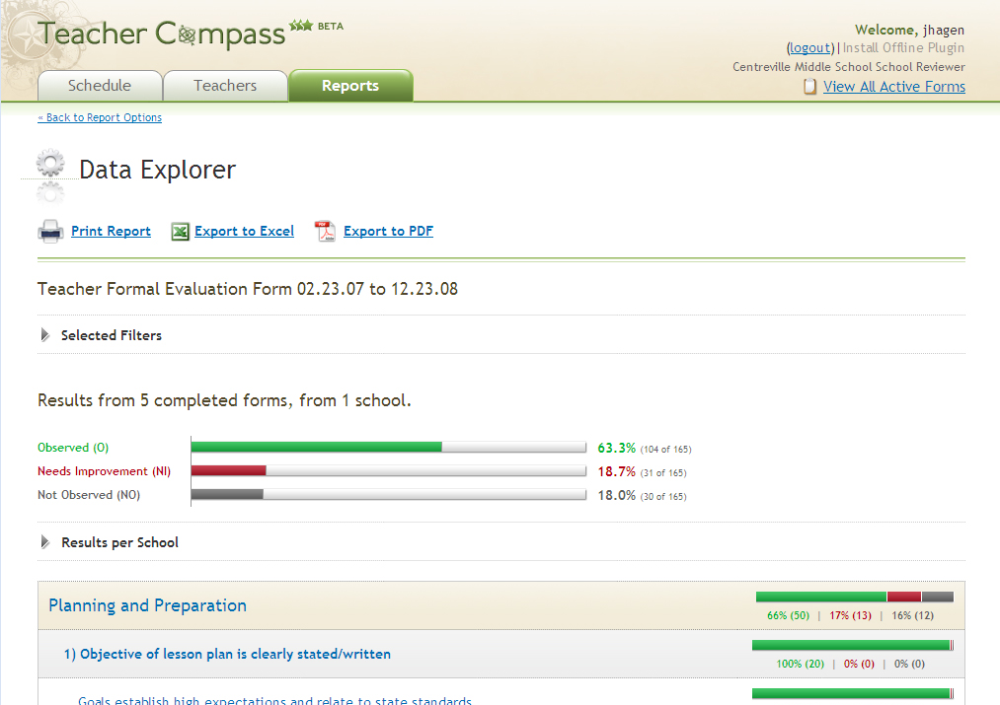 Teacher Compass BETA
Welcome, jhagen
(logout) | Install Offline Plugin
Centreville Middle School School Reviewer
View All Active Forms
Schedule
Teachers
Reports
« Back to Report Options
Data Explorer
Print Report
Export to Excel
Export to PDF
Teacher Formal Evaluation Form 02.23.07 to 12.23.08
Selected Filters
Results from 5 completed forms, from 1 school.
Observed (O) 63.3% (104 of 165)
Needs Improvement (NI) 18.7% (31 of 165)
Not Observed (NO) 18.0% (30 of 165)
Results per School
Planning and Preparation
66% (50) | 17% (13) | 16% (12)
1) Objective of lesson plan is clearly stated/written
100% (20) | 0% (0) | 0% (0)
Goals establish high expectations and relate to state standards